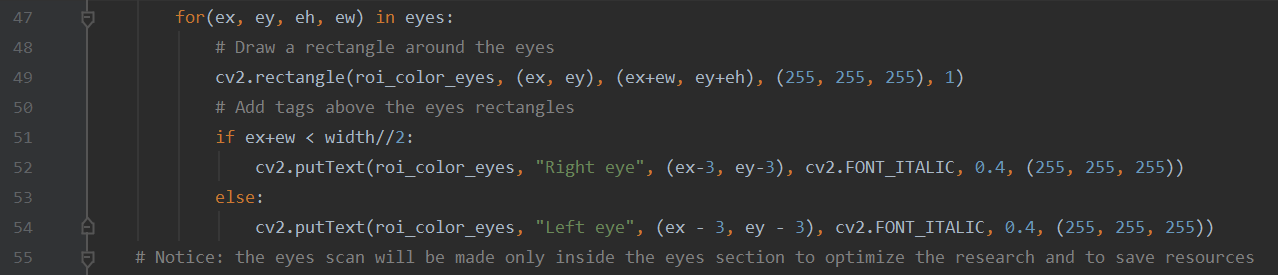 47 for(ex, ey, eh, ew) in eyes:
48 # Draw a rectangle around the eyes
49 cv2.rectangle(roi_color_eyes, (ex, ey), (ex+ew, ey+eh), (255, 255, 255), 1)
50 # Add tags above the eyes rectangles
51 if ex+ew < width//2:
52 cv2.putText(roi_color_eyes, "Right eye", (ex-3, ey-3), cv2.FONT_ITALIC, 0.4, (255, 255, 255))
53 else:
54 cv2.putText(roi_color_eyes, "Left eye", (ex - 3, ey - 3), cv2.FONT_ITALIC, 0.4, (255, 255, 255))
55 # Notice: the eyes scan will be made only inside the eyes section to optimize the research and to save resources